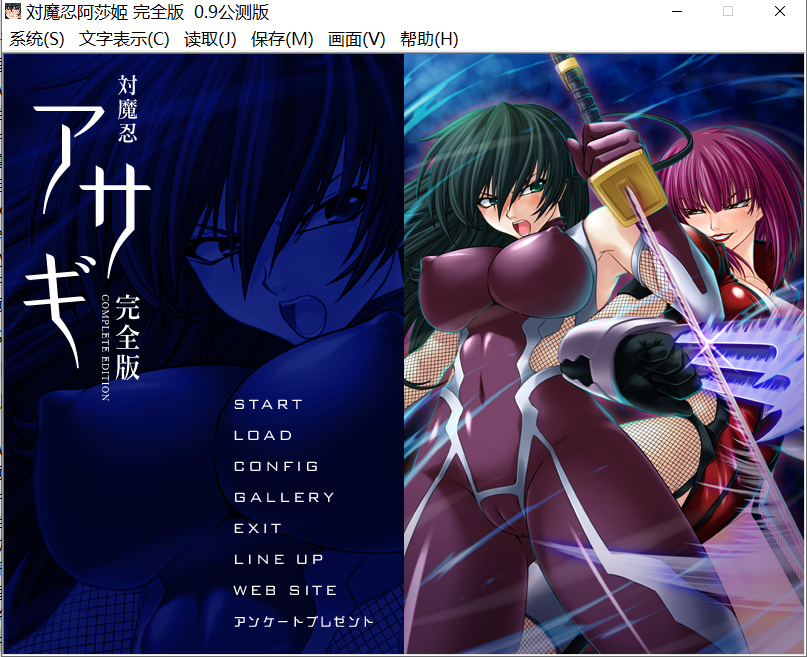 対魔忍阿莎姬 完全版 0.9公测版
系统(S) 文字表示(C) 读取(J) 保存(M) 画面(V) 帮助(H)
対魔忍
アサギ
完全版
COMPLETE EDITION
START
LOAD
CONFIG
GALLERY
EXIT
LINE UP
WEB SITE
アンケートプレゼント